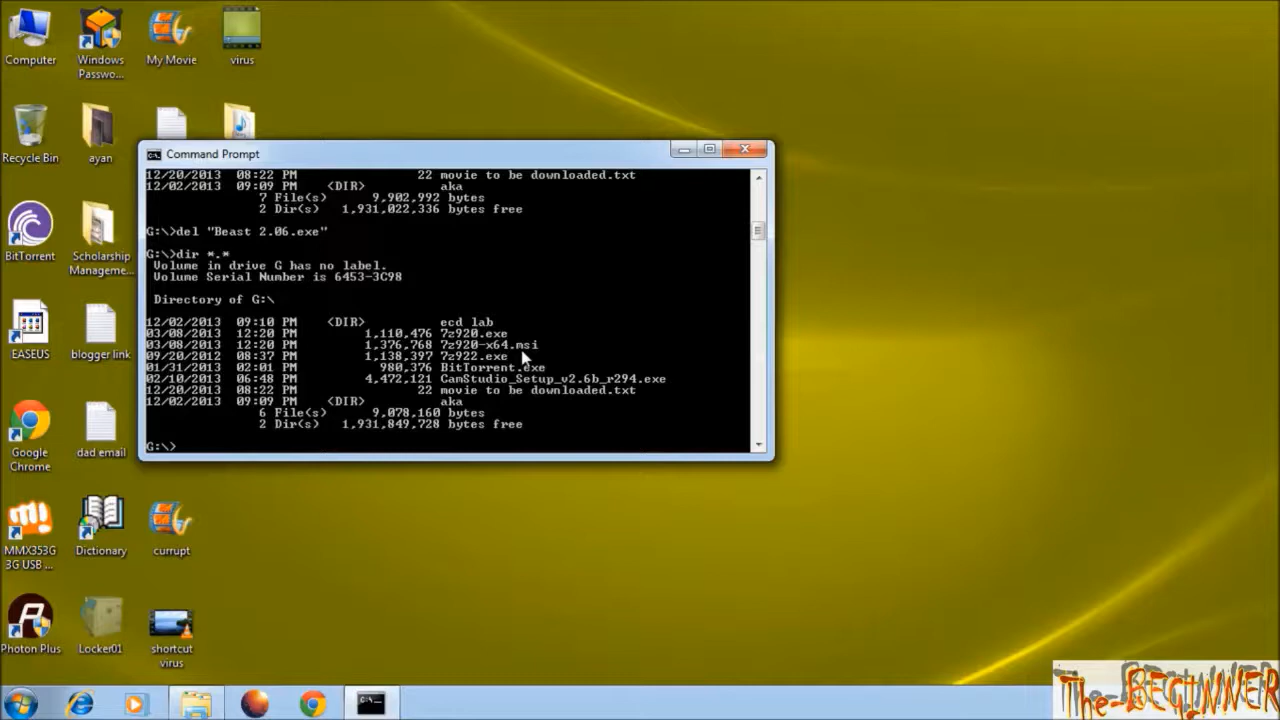 Computer
Windows
Passwo...
My Movie
virus
Recycle Bin
ayan
BitTorrent
Scholarship
Manageme...
EASEUS
blogger link
Google
Chrome
dad email
MMX353G
3G USB ...
Dictionary
currupt
Photon Plus
Locker01
shortcut
virus
Command Prompt
12/20/2013 08:22 PM 22 movie to be downloaded.txt
12/02/2013 09:09 PM <DIR> aka
7 File(s) 9,902,992 bytes
2 Dir(s) 1,931,022,336 bytes free
G:\>del "Beast 2.06.exe"
G:\>dir *.*
Volume in drive G has no label.
Volume Serial Number is 6453-3C98
Directory of G:\
12/02/2013 09:10 PM <DIR> ecd lab
03/08/2013 12:20 PM 1,110,476 7z920.exe
03/08/2013 12:20 PM 1,376,768 7z920-x64.msi
09/20/2012 08:37 PM 1,138,397 7z922.exe
01/31/2013 02:01 PM 980,376 BitTorrent.exe
02/10/2013 06:48 PM 4,472,121 CamStudio_Setup_v2.6b_r294.exe
12/20/2013 08:22 PM 22 movie to be downloaded.txt
12/02/2013 09:09 PM <DIR> aka
6 File(s) 9,078,160 bytes
2 Dir(s) 1,931,849,728 bytes free
G:\>
The-BEGINNER